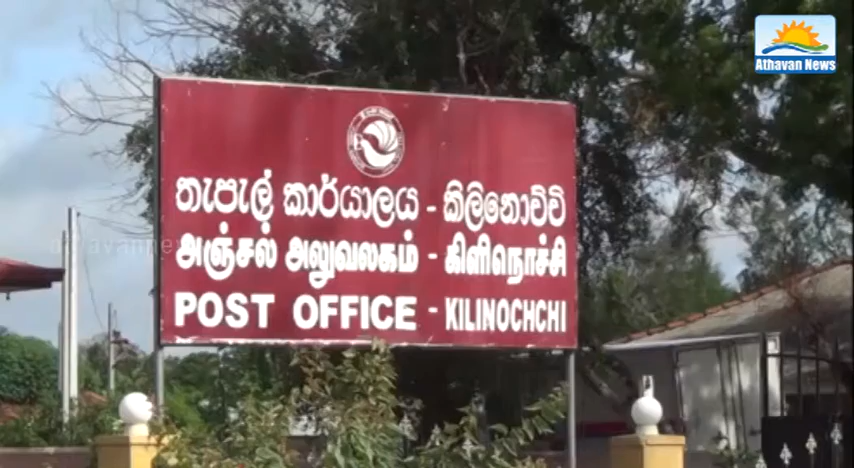 Athavan News
තැපැල් කාර්යාලය - කිලිනොච්චි
அஞ்சல் அலுவலகம் - கிளிநொச்சி
POST OFFICE - KILINOCHCHI